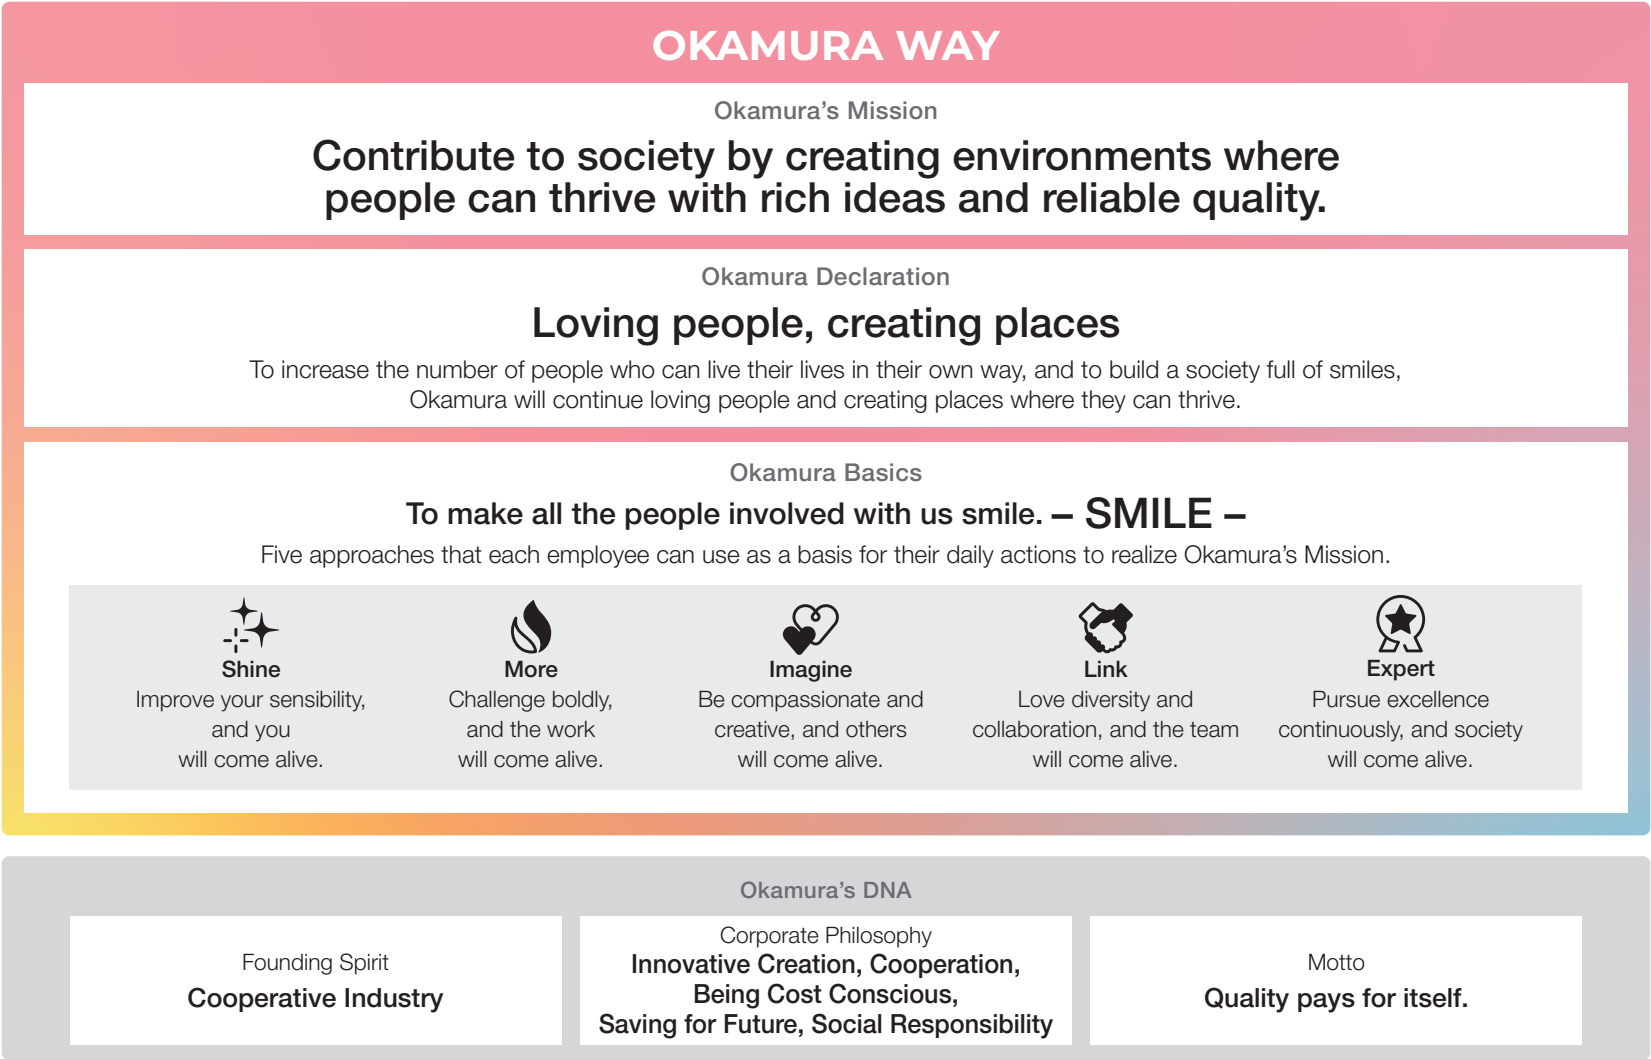 OKAMURA WAY
Okamura’s Mission
Contribute to society by creating environments where
people can thrive with rich ideas and reliable quality.
Okamura Declaration
Loving people, creating places
To increase the number of people who can live their lives in their own way, and to build a society full of smiles,
Okamura will continue loving people and creating places where they can thrive.
Okamura Basics
To make all the people involved with us smile. – SMILE –
Five approaches that each employee can use as a basis for their daily actions to realize Okamura’s Mission.
Shine
Improve your sensibility,
and you
will come alive.
More
Challenge boldly,
and the work
will come alive.
Imagine
Be compassionate and
creative, and others
will come alive.
Link
Love diversity and
collaboration, and the team
will come alive.
Expert
Pursue excellence
continuously, and society
will come alive.
Okamura’s DNA
Founding Spirit
Cooperative Industry
Corporate Philosophy
Innovative Creation, Cooperation,
Being Cost Conscious,
Saving for Future, Social Responsibility
Motto
Quality pays for itself.